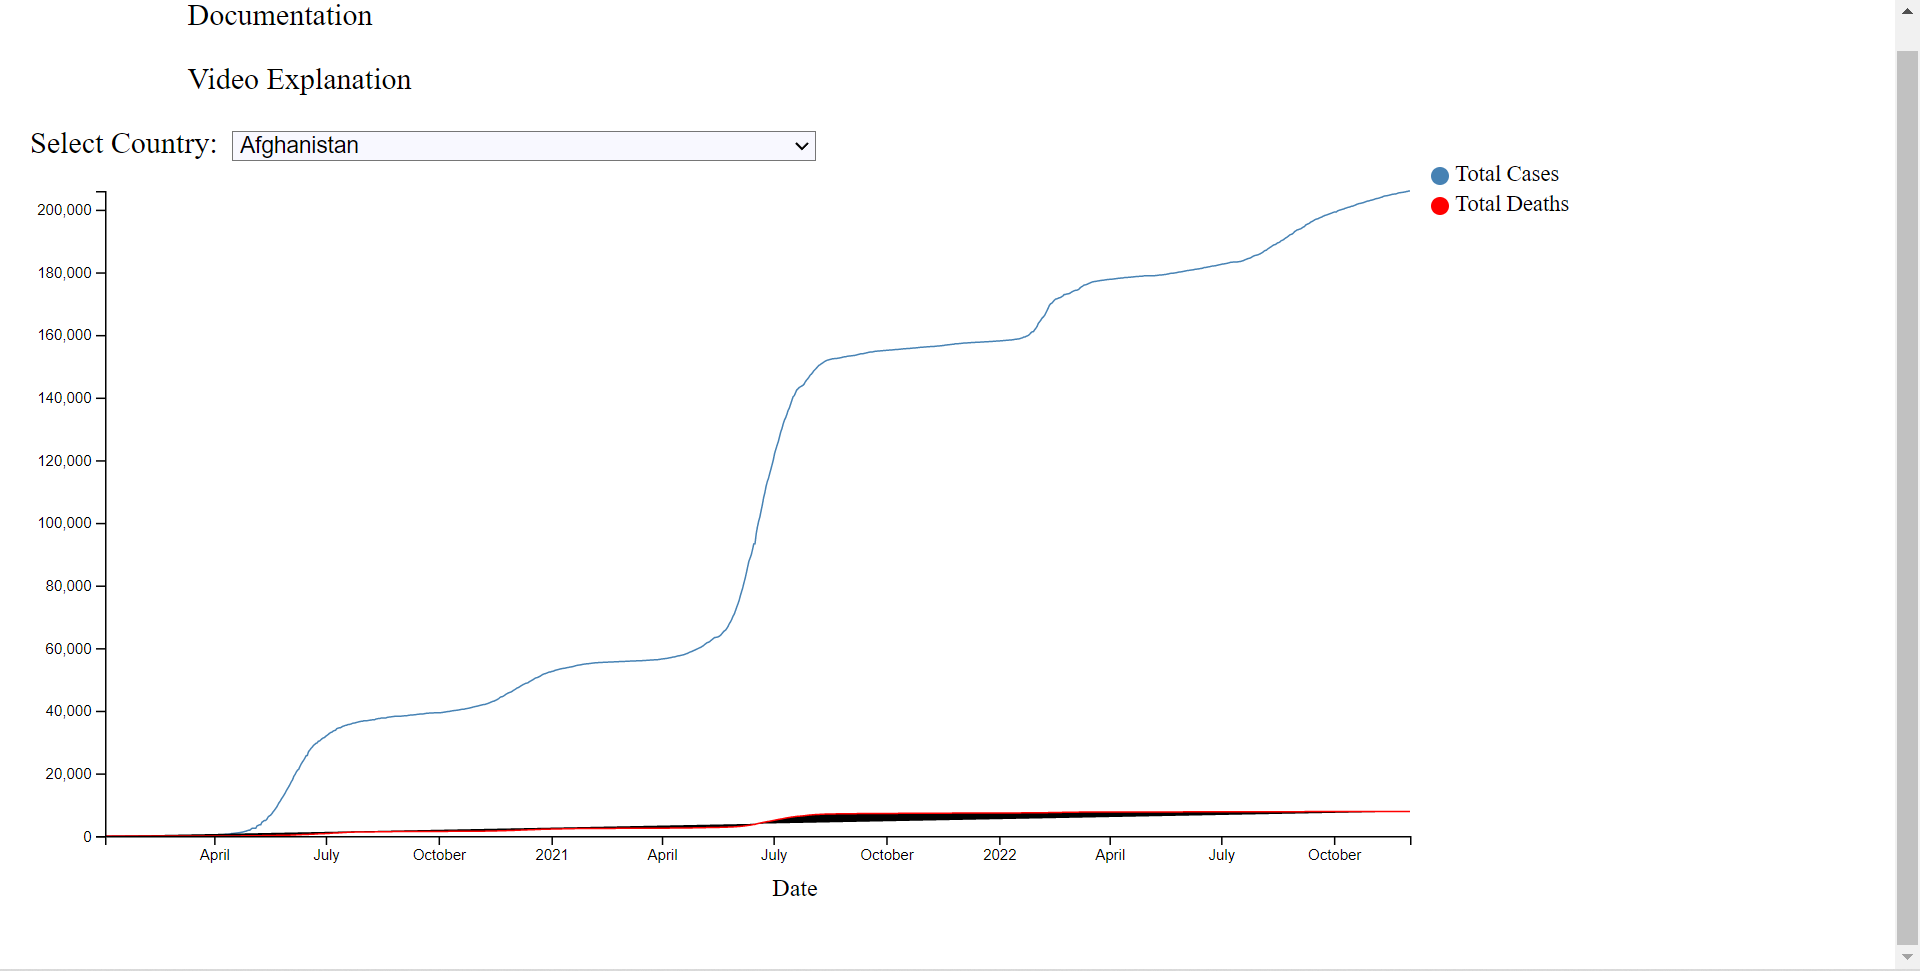 Documentation
Video Explanation
Select Country: Afghanistan
Total Cases
Total Deaths
200,000
180,000
160,000
140,000
120,000
100,000
80,000
60,000
40,000
20,000
0
April July October 2021 April July October 2022 April July October
Date